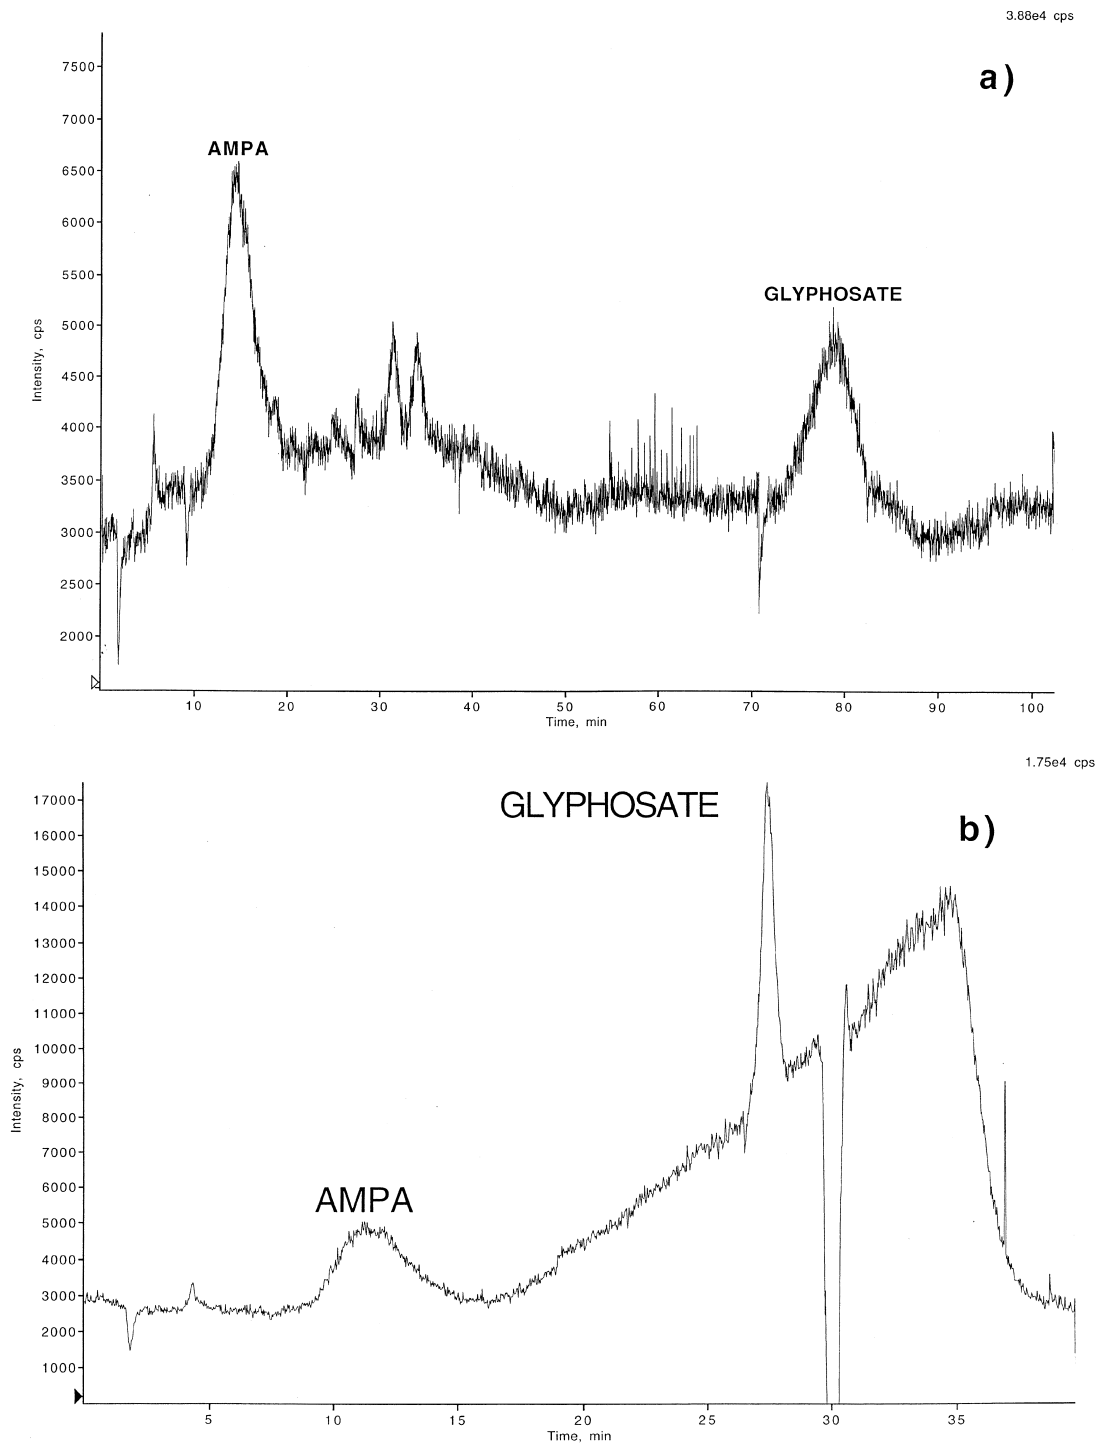 3.88e4 cps
a)
7500
7000
AMPA
6500
6000
5500
GLYPHOSATE
5000
4500
4000
3500
3000
2500
2000
Intensity, cps
10 20 30 40 50 60 70 80 90 100
Time, min
1.75e4 cps
GLYPHOSATE
b)
17000
16000
15000
14000
13000
12000
11000
10000
9000
8000
7000
6000
AMPA
5000
4000
3000
2000
1000
Intensity, cps
5 10 15 20 25 30 35
Time, min